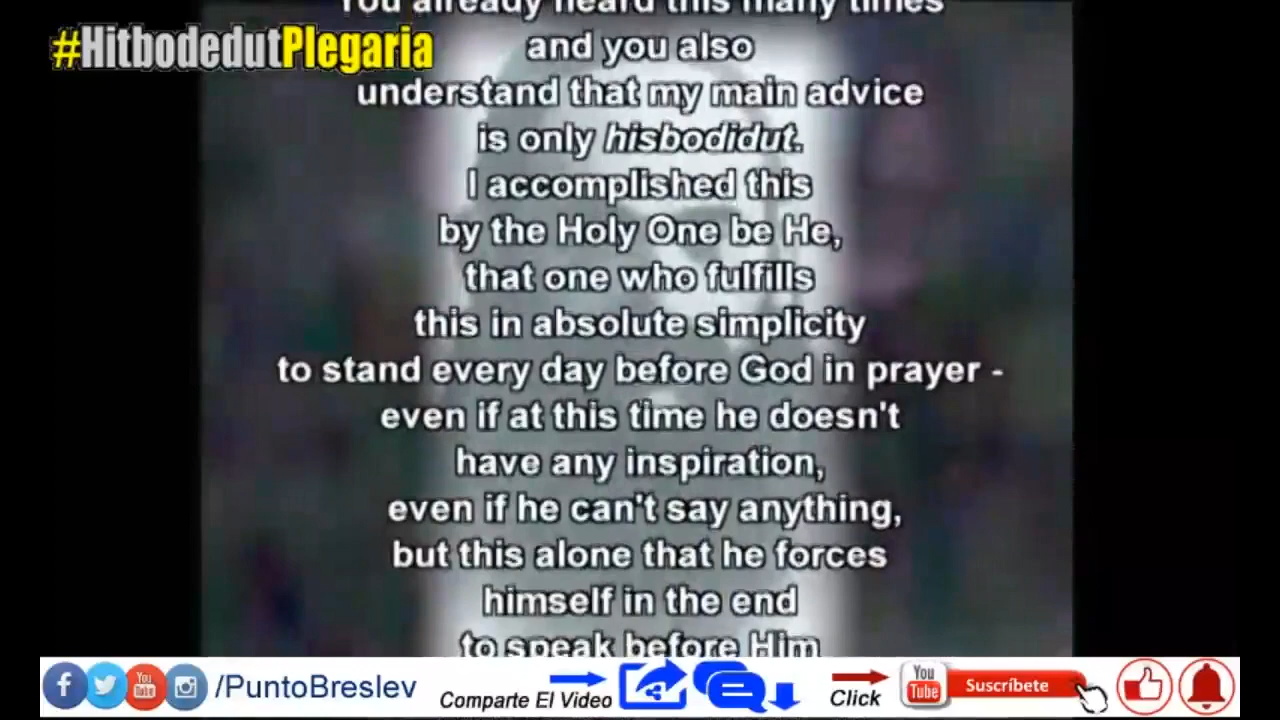 You already heard this many times
#HitbodedutPlegaria
and you also
understand that my main advice
is only hisbodidut.
I accomplished this
by the Holy One be He,
that one who fulfills
this in absolute simplicity
to stand every day before God in prayer -
even if at this time he doesn't
have any inspiration,
even if he can't say anything,
but this alone that he forces
himself in the end
to speak before Him
/PuntoBreslev
Comparte El Video
Click
You Tube
Suscríbete
You Tube